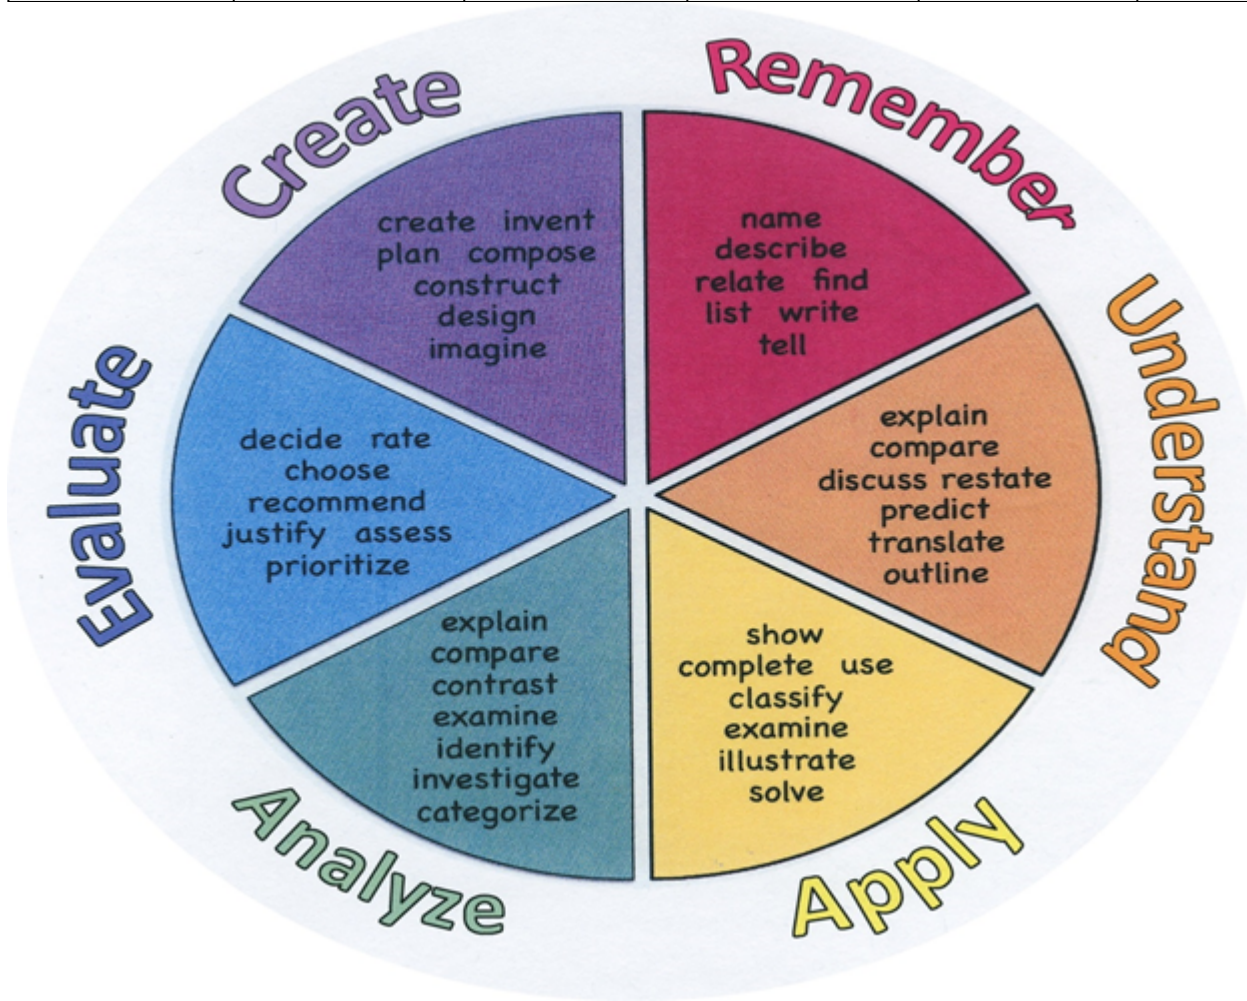 Remember
name
describe
relate find
list write
tell
Understand
explain
compare
discuss restate
predict
translate
outline
Apply
show
complete use
classify
examine
illustrate
solve
Analyze
explain
compare
contrast
examine
identify
investigate
categorize
Evaluate
decide rate
choose
recommend
justify assess
prioritize
Create
create invent
plan compose
construct
design
imagine